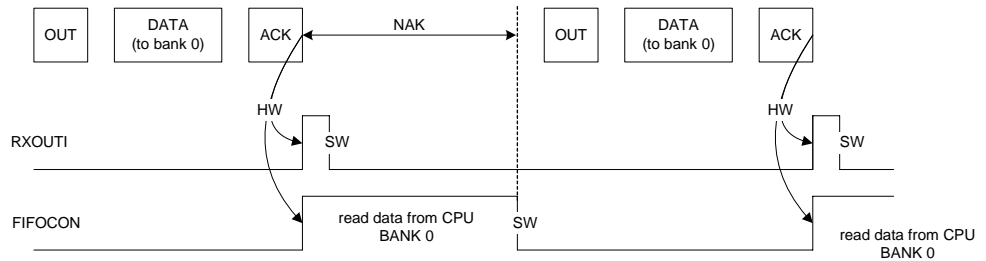 OUT
DATA
(to bank 0)
ACK
NAK
OUT
DATA
(to bank 0)
ACK
HW
HW
RXOUTI
SW
SW
FIFOCON
read data from CPU
BANK 0
SW
read data from CPU
BANK 0